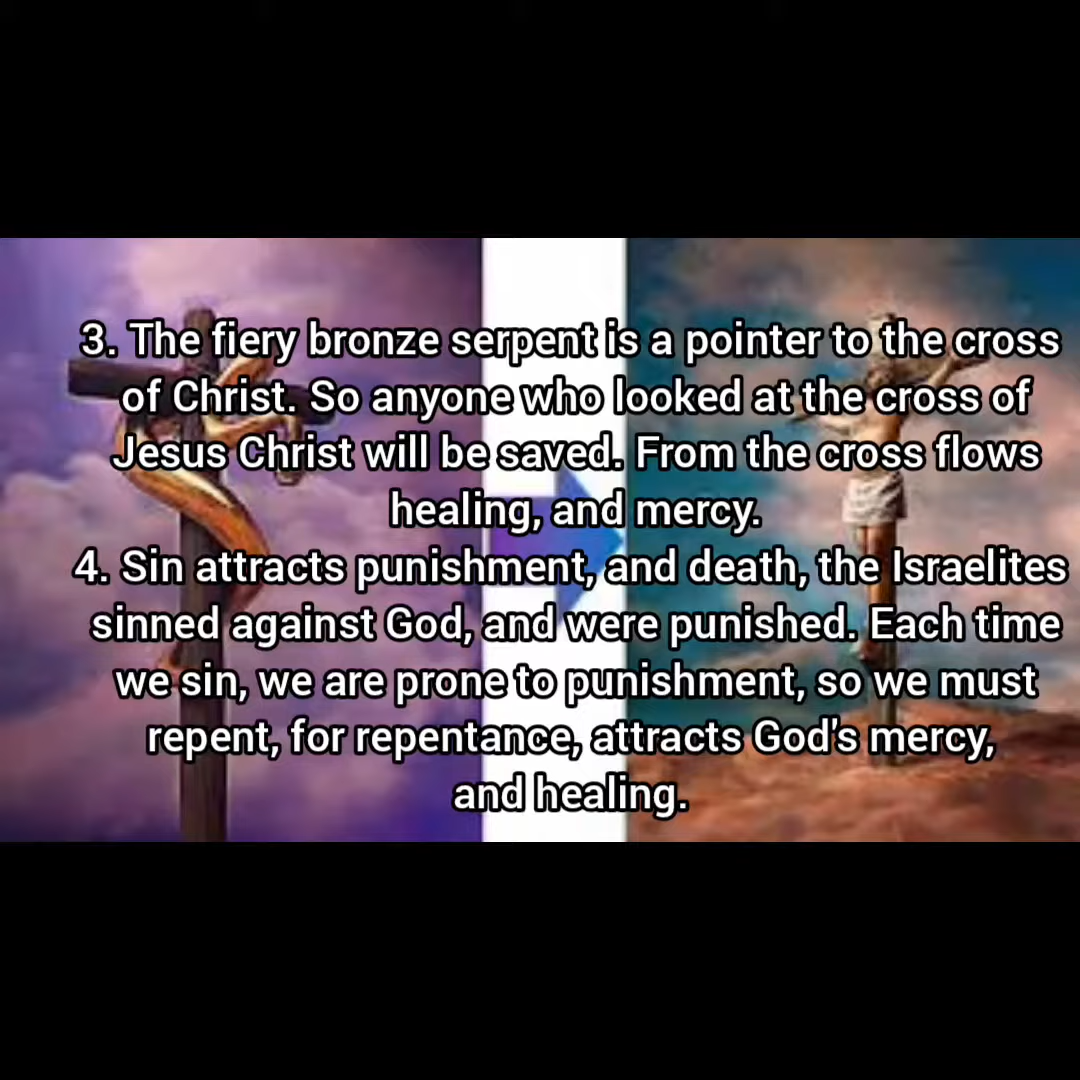 3. The fiery bronze serpent is a pointer to the cross
of Christ. So anyone who looked at the cross of
Jesus Christ will be saved. From the cross flows
healing, and mercy.
4. Sin attracts punishment, and death, the Israelites
sinned against God, and were punished. Each time
we sin, we are prone to punishment, so we must
repent, for repentance, attracts God's mercy,
and healing.